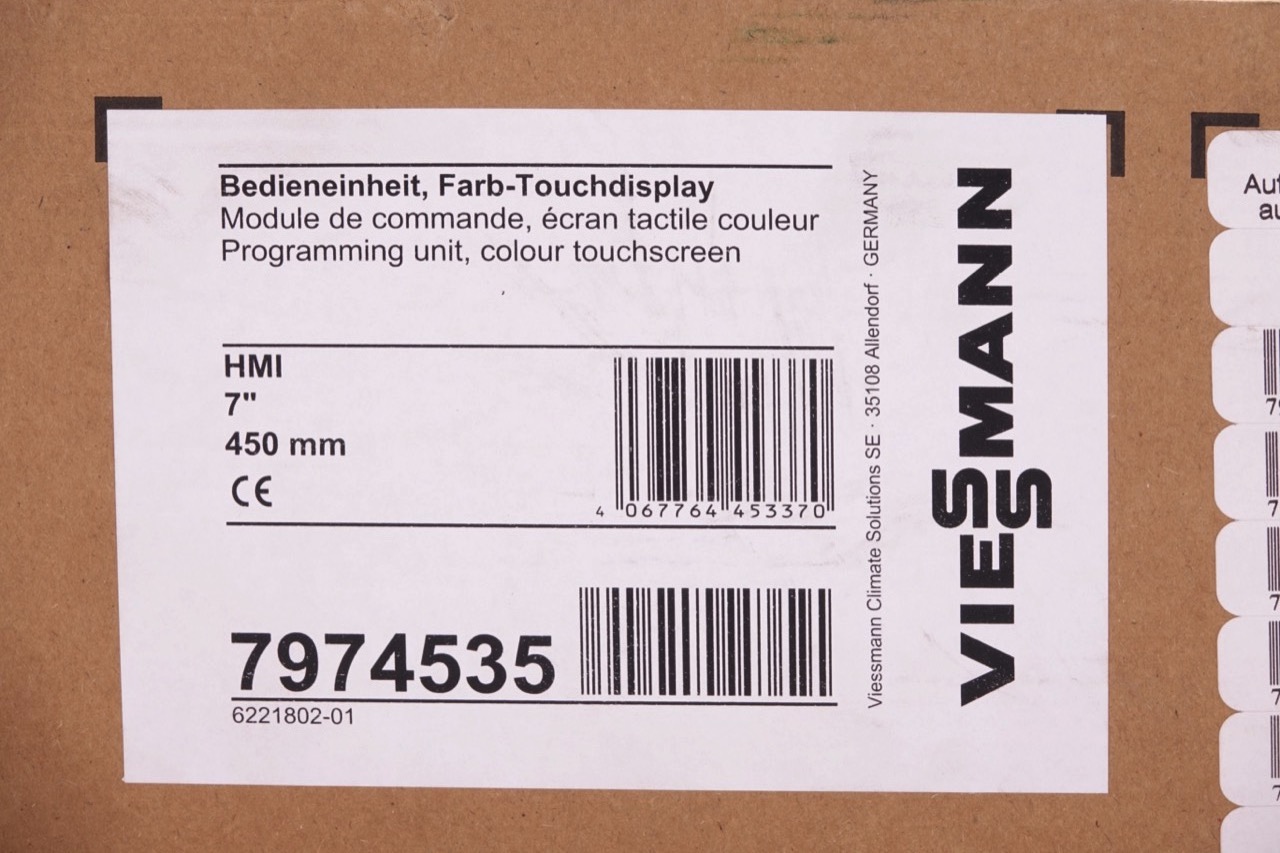 Bedieneinheit, Farb-Touchdisplay
Module de commande, écran tactile couleur
Programming unit, colour touchscreen
HMI
7"
450 mm
CE
4 067764 453370
7974535
6221802-01
Viessmann Climate Solutions SE · 35108 Allendorf · GERMANY
VIESSMANN